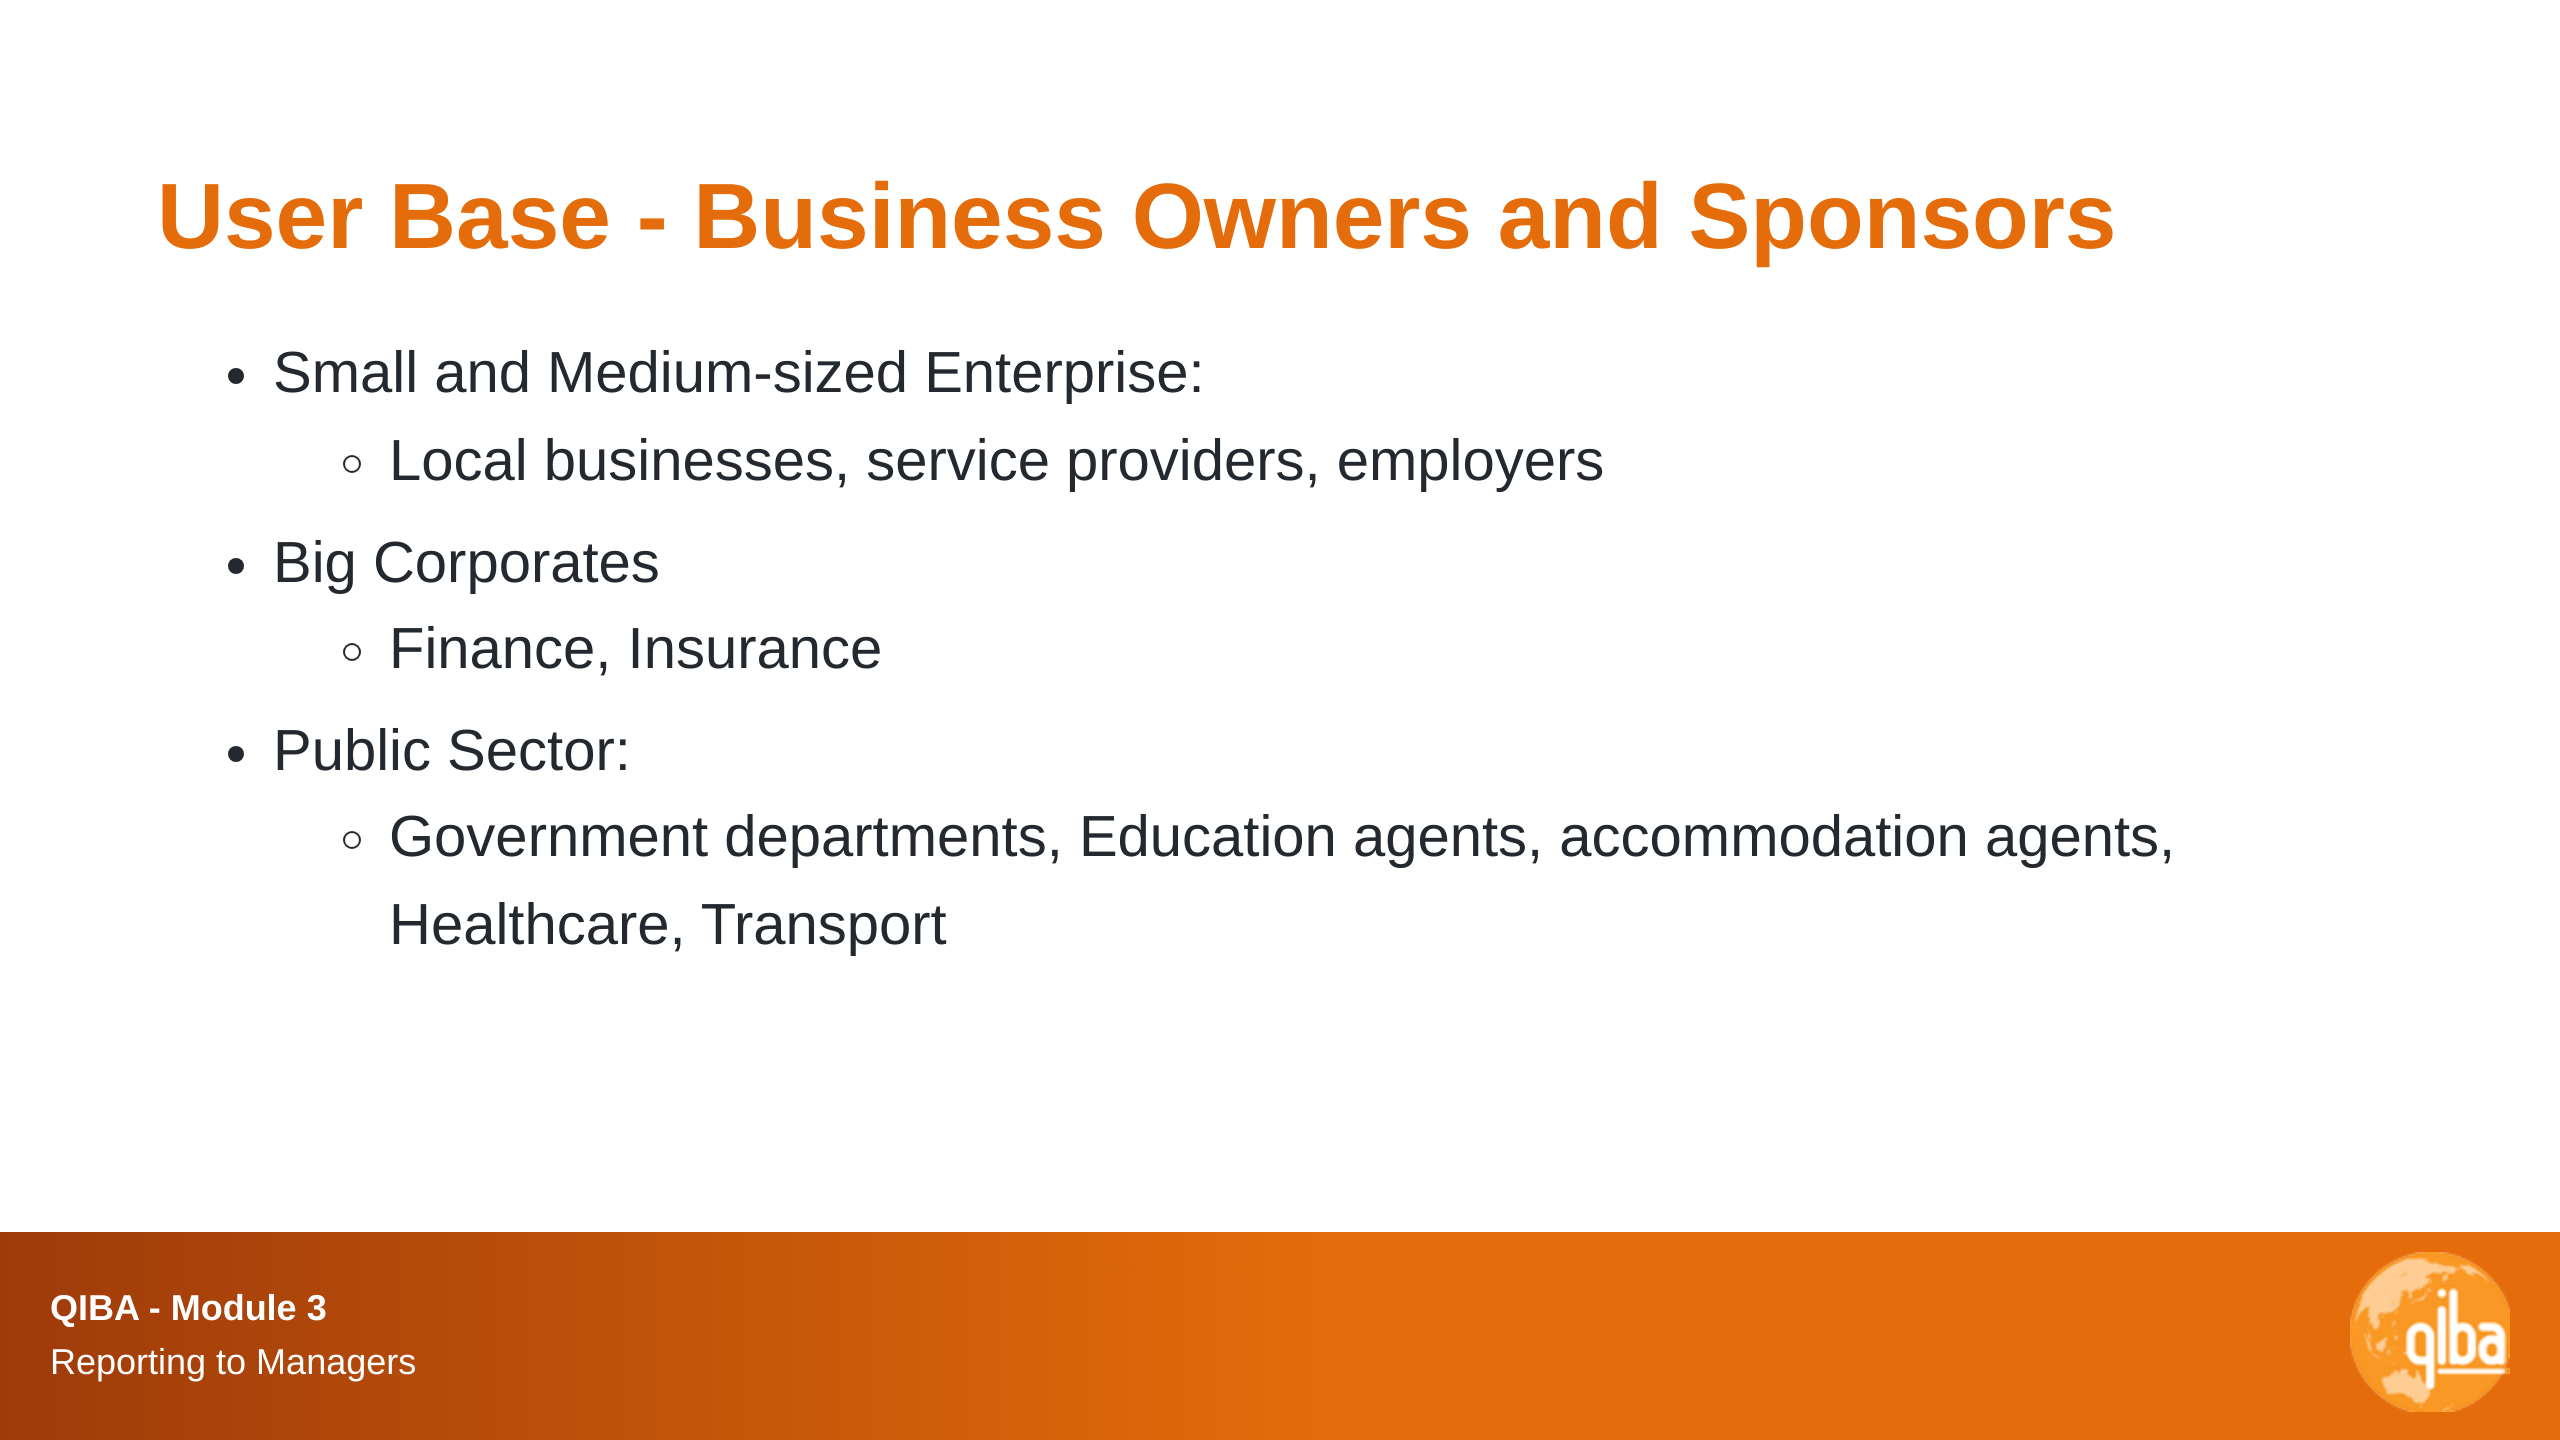 User Base - Business Owners and Sponsors
• Small and Medium-sized Enterprise:
◦ Local businesses, service providers, employers
• Big Corporates
◦ Finance, Insurance
• Public Sector:
◦ Government departments, Education agents, accommodation agents,
Healthcare, Transport
QIBA - Module 3
Reporting to Managers
qiba